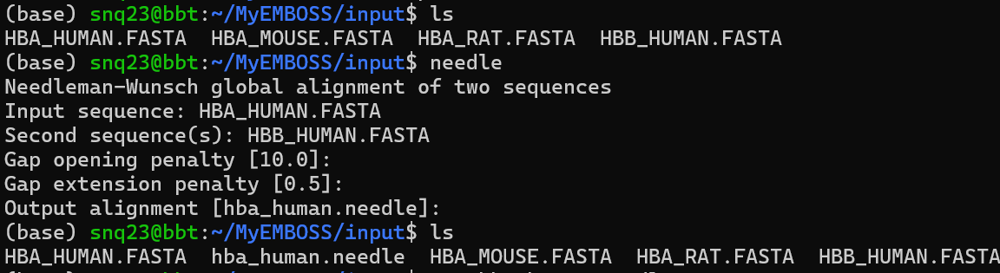 (base) snq23@bbt:~/MyEMBOSS/input$ ls
HBA_HUMAN.FASTA  HBA_MOUSE.FASTA  HBA_RAT.FASTA  HBB_HUMAN.FASTA
(base) snq23@bbt:~/MyEMBOSS/input$ needle
Needleman-Wunsch global alignment of two sequences
Input sequence: HBA_HUMAN.FASTA
Second sequence(s): HBB_HUMAN.FASTA
Gap opening penalty [10.0]:
Gap extension penalty [0.5]:
Output alignment [hba_human.needle]:
(base) snq23@bbt:~/MyEMBOSS/input$ ls
HBA_HUMAN.FASTA  hba_human.needle  HBA_MOUSE.FASTA  HBA_RAT.FASTA  HBB_HUMAN.FASTA